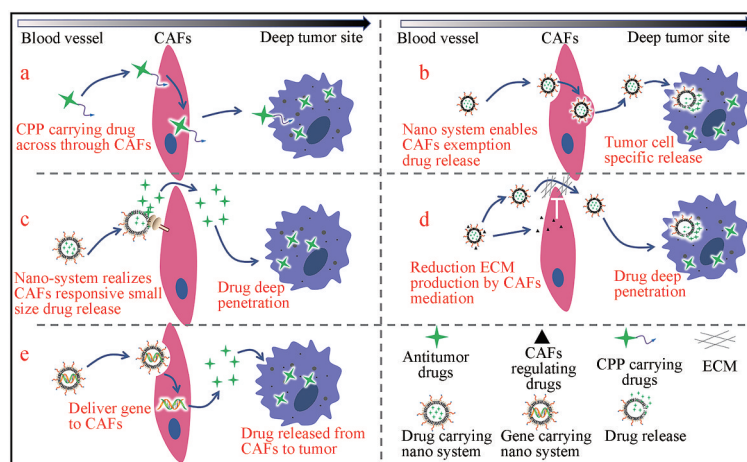 Blood vessel
CAFs
Deep tumor site
a
CPP carrying drug
across through CAFs
Blood vessel
CAFs
Deep tumor site
b
Nano system enables
CAFs exemption
drug release
Tumor cell
specific release
c
Nano-system realizes
CAFs responsive small
size drug release
Drug deep
penetration
d
Reduction ECM
production by CAFs
mediation
Drug deep
penetration
e
Deliver gene
to CAFs
Drug released from
CAFs to tumor
Antitumor
drugs
CAFs
regulating
drugs
CPP carrying
drugs
ECM
Drug carrying
nano system
Gene carrying
nano system
Drug release